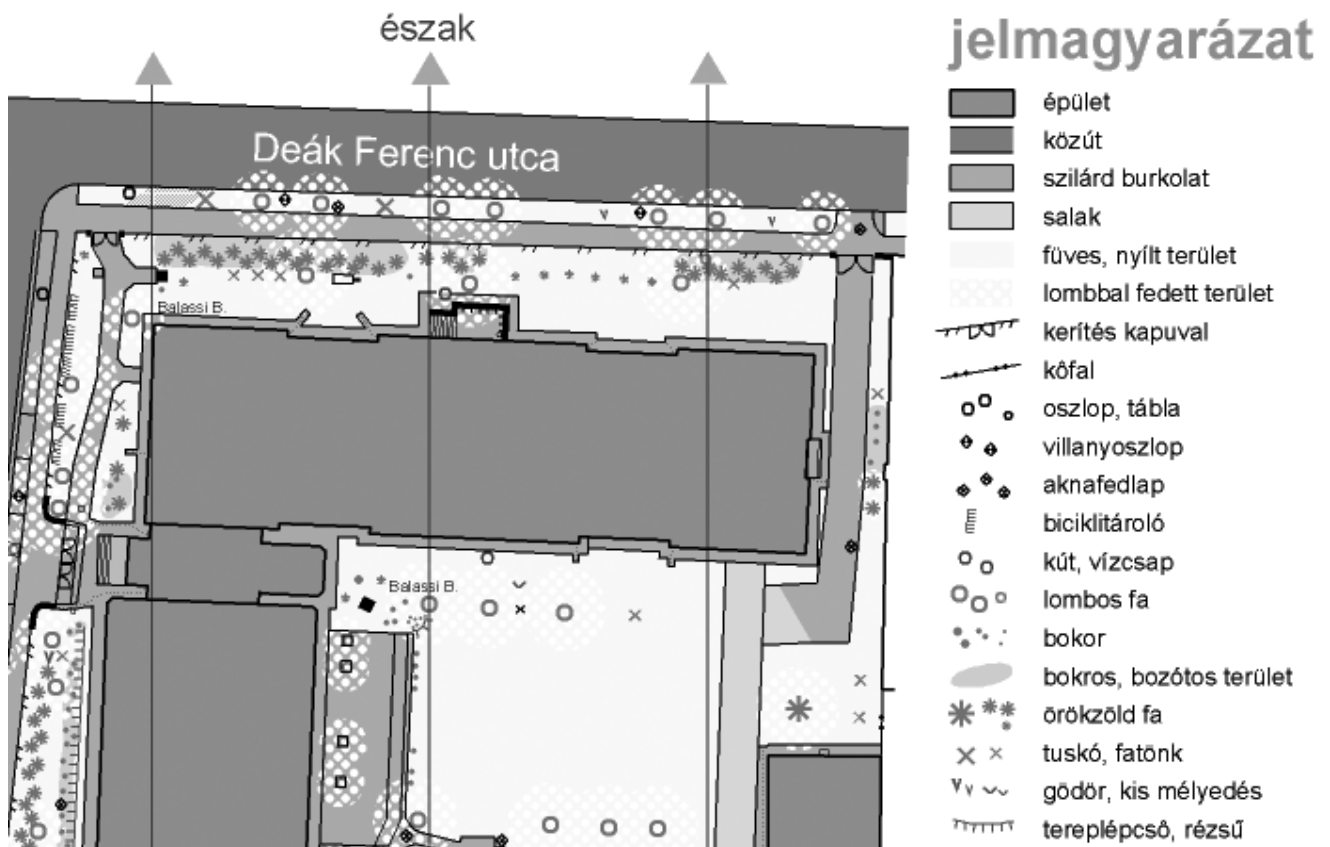 észak
Deák Ferenc utca
Balassi B.
Balassi B.
jelmagyarázat
épület
közút
szilárd burkolat
salak
füves, nyílt terület
lombbal fedett terület
kerítés kapuval
kőfal
oszlop, tábla
villanyoszlop
aknafedlap
biciklitároló
kút, vízcsap
lombos fa
bokor
bokros, bozótos terület
örökzöld fa
tuskó, fatönk
gödör, kis mélyedés
tereplépcső, rézsű